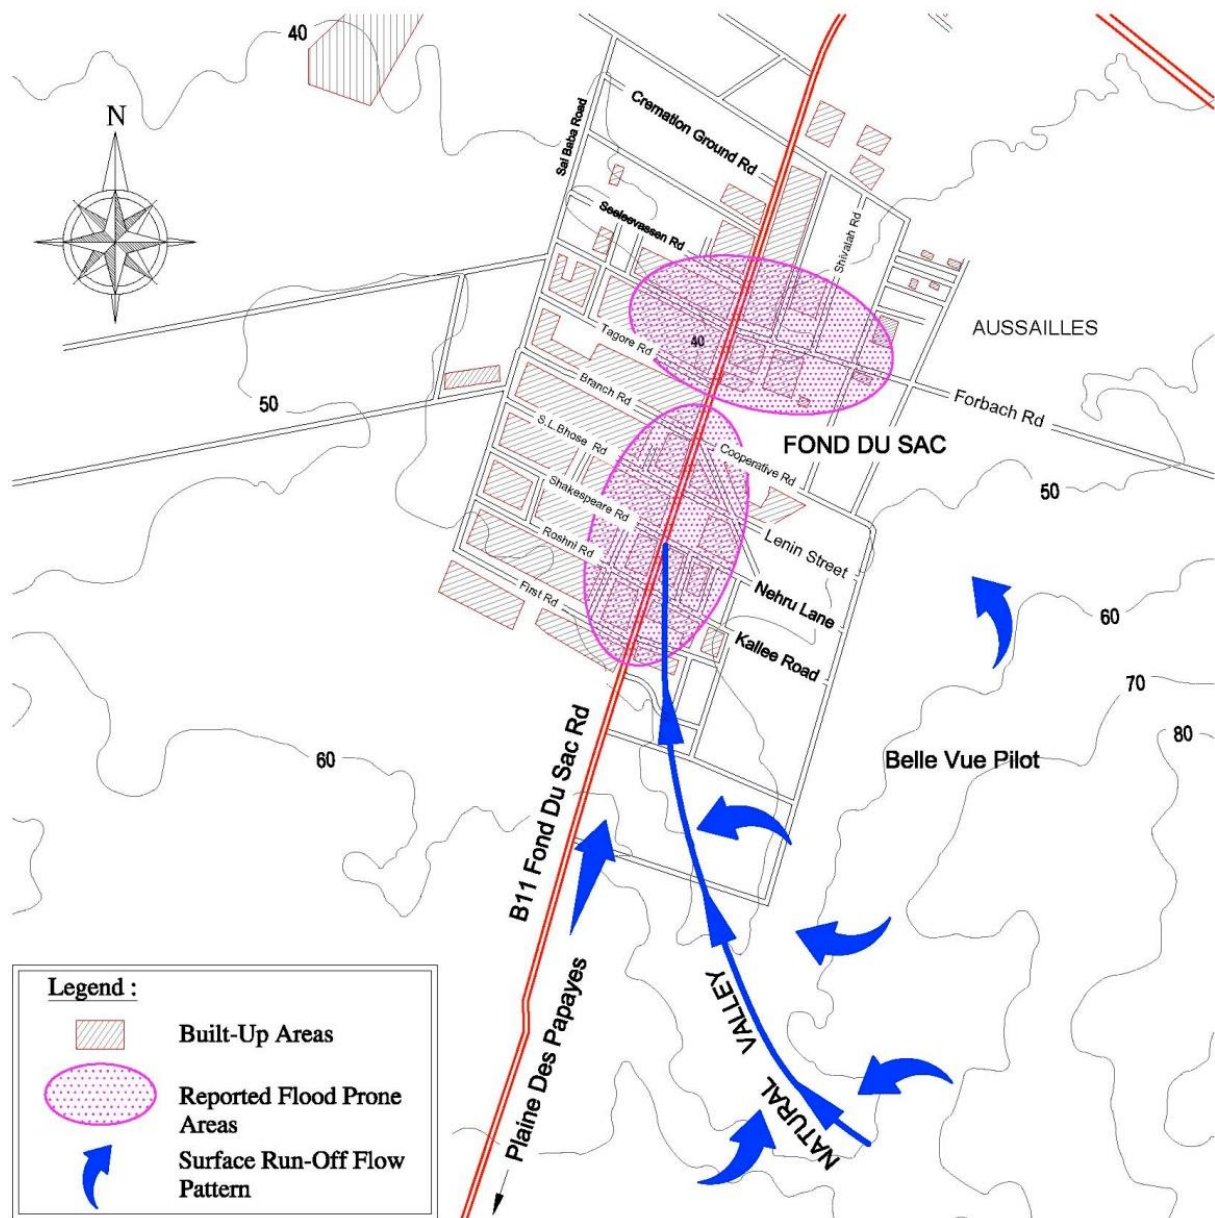 40
N
Sai Baba Road
Cremation Ground Rd
Seeleevassen Rd
Shivalah Rd
AUSSAILLES
40
Tagore Rd
Branch Rd
Forbach Rd
50
S.L.Bhose Rd
FOND DU SAC
Cooperative Rd
50
Shakespeare Rd
Roshni Rd
Lenin Street
First Rd
Nehru Lane
60
Kallee Road
70
80
60
Belle Vue Pilot
B11 Fond Du Sac Rd
Plaine Des Papayes
NATURAL VALLEY
Legend :
Built-Up Areas
Reported Flood Prone
Areas
Surface Run-Off Flow
Pattern